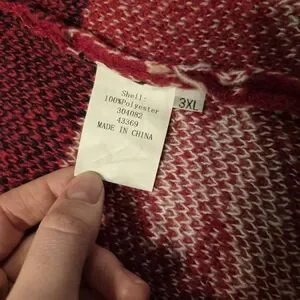 Shell:
100%Polyester
304082
43369
MADE IN CHINA
3XL